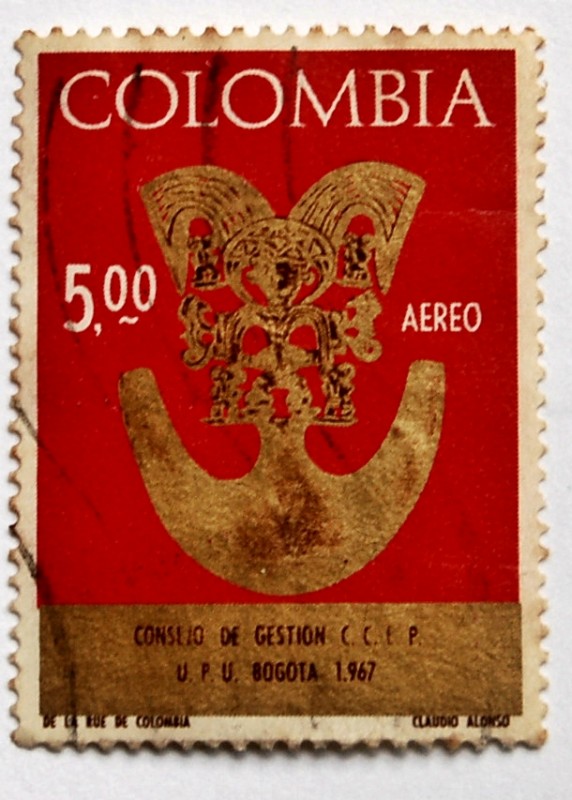 COLOMBIA
5,00
AEREO
CONSEJO DE GESTION C. C. E. P.
U. P. U. BOGOTA 1.967
DE LA RUE DE COLOMBIA
CLAUDIO ALONSO